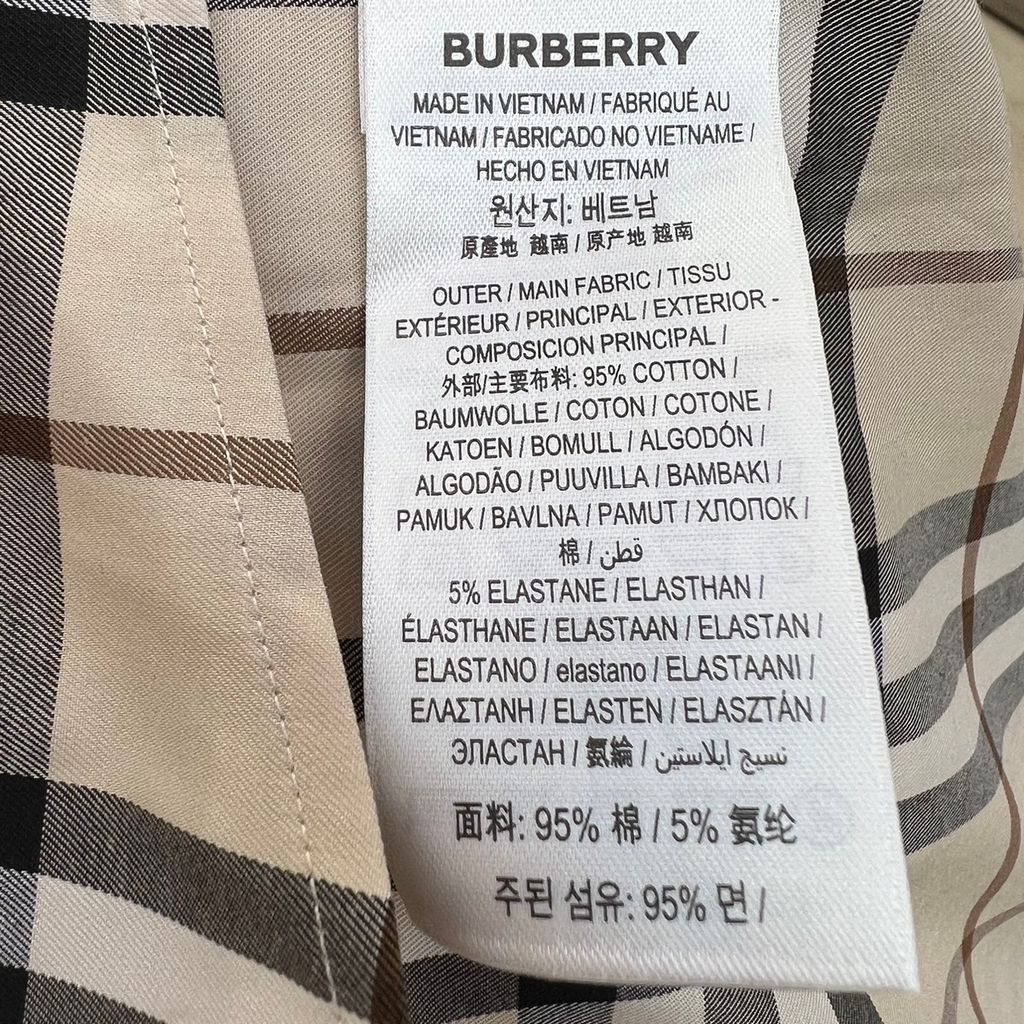 BURBERRY
MADE IN VIETNAM / FABRIQUÉ AU
VIETNAM / FABRICADO NO VIETNAME /
HECHO EN VIETNAM
원산지: 베트남
原產地 越南 / 原产地 越南
OUTER / MAIN FABRIC / TISSU
EXTÉRIEUR / PRINCIPAL / EXTERIOR -
COMPOSICION PRINCIPAL /
外部/主要布料: 95% COTTON /
BAUMWOLLE / COTON / COTONE /
KATOEN / BOMULL / ALGODÓN /
ALGODÃO / PUUVILLA / BAMBAKI /
PAMUK / BAVLNA / PAMUT / ХЛОПОК /
棉 / قطن
5% ELASTANE / ELASTHAN /
ÉLASTHANE / ELASTAAN / ELASTAN /
ELASTANO / elastano / ELASTAANI /
ΕΛΑΣΤΑΝΗ / ELASTEN / ELASZTÁN /
ЭЛАСТАН / 氨綸 / نسيج ايلاستين
面料: 95% 棉 / 5% 氨纶
주된 섬유: 95% 면 /